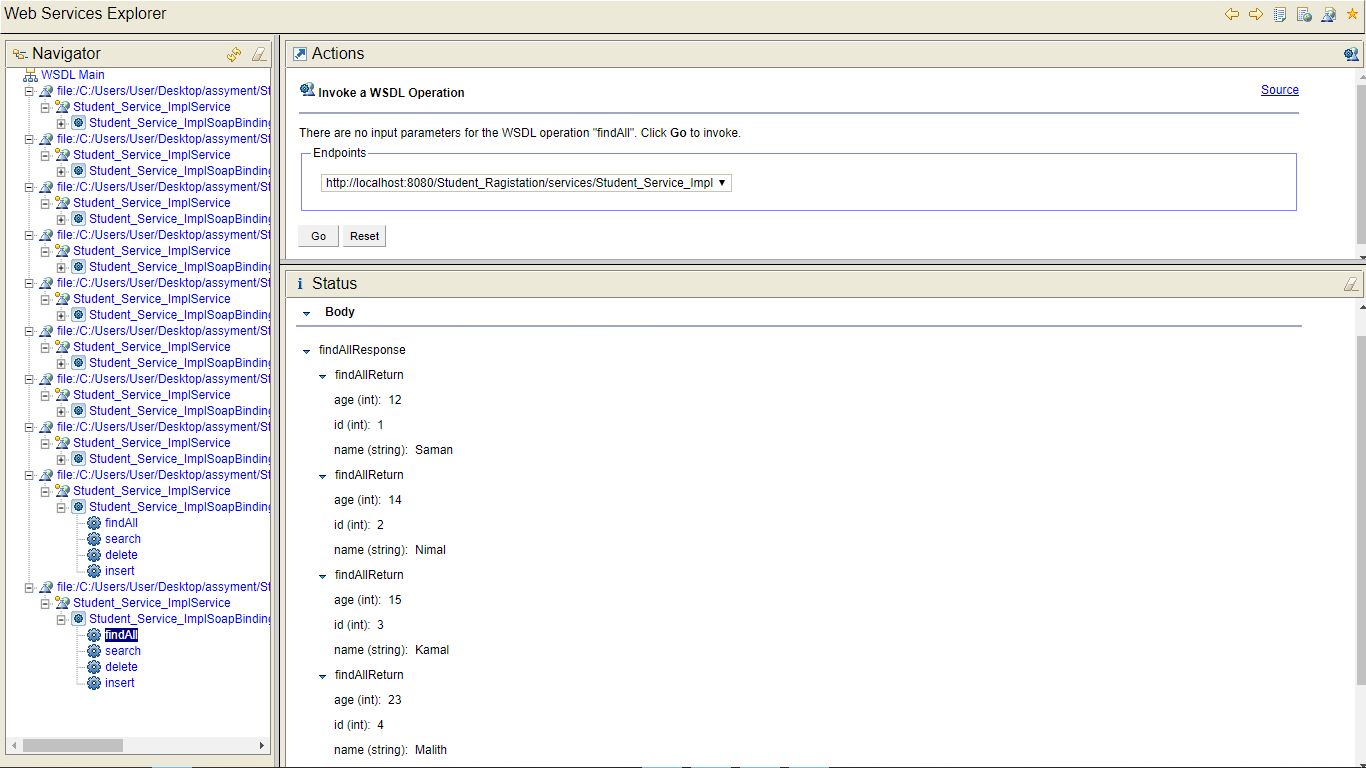 Web Services Explorer
Navigator
WSDL Main
file:/C:/Users/User/Desktop/assyment/St
Student_Service_ImplService
Student_Service_ImplSoapBinding
file:/C:/Users/User/Desktop/assyment/St
Student_Service_ImplService
Student_Service_ImplSoapBinding
file:/C:/Users/User/Desktop/assyment/St
Student_Service_ImplService
Student_Service_ImplSoapBinding
file:/C:/Users/User/Desktop/assyment/St
Student_Service_ImplService
Student_Service_ImplSoapBinding
file:/C:/Users/User/Desktop/assyment/St
Student_Service_ImplService
Student_Service_ImplSoapBinding
file:/C:/Users/User/Desktop/assyment/St
Student_Service_ImplService
Student_Service_ImplSoapBinding
file:/C:/Users/User/Desktop/assyment/St
Student_Service_ImplService
Student_Service_ImplSoapBinding
file:/C:/Users/User/Desktop/assyment/St
Student_Service_ImplService
Student_Service_ImplSoapBinding
file:/C:/Users/User/Desktop/assyment/St
Student_Service_ImplService
Student_Service_ImplSoapBinding
findAll
search
delete
insert
file:/C:/Users/User/Desktop/assyment/St
Student_Service_ImplService
Student_Service_ImplSoapBinding
findAll
search
delete
insert
Actions
Invoke a WSDL Operation
Source
There are no input parameters for the WSDL operation "findAll". Click Go to invoke.
Endpoints
http://localhost:8080/Student_Ragistation/services/Student_Service_Impl
Go
Reset
Status
Body
findAllResponse
findAllReturn
age (int): 12
id (int): 1
name (string): Saman
findAllReturn
age (int): 14
id (int): 2
name (string): Nimal
findAllReturn
age (int): 15
id (int): 3
name (string): Kamal
findAllReturn
age (int): 23
id (int): 4
name (string): Malith